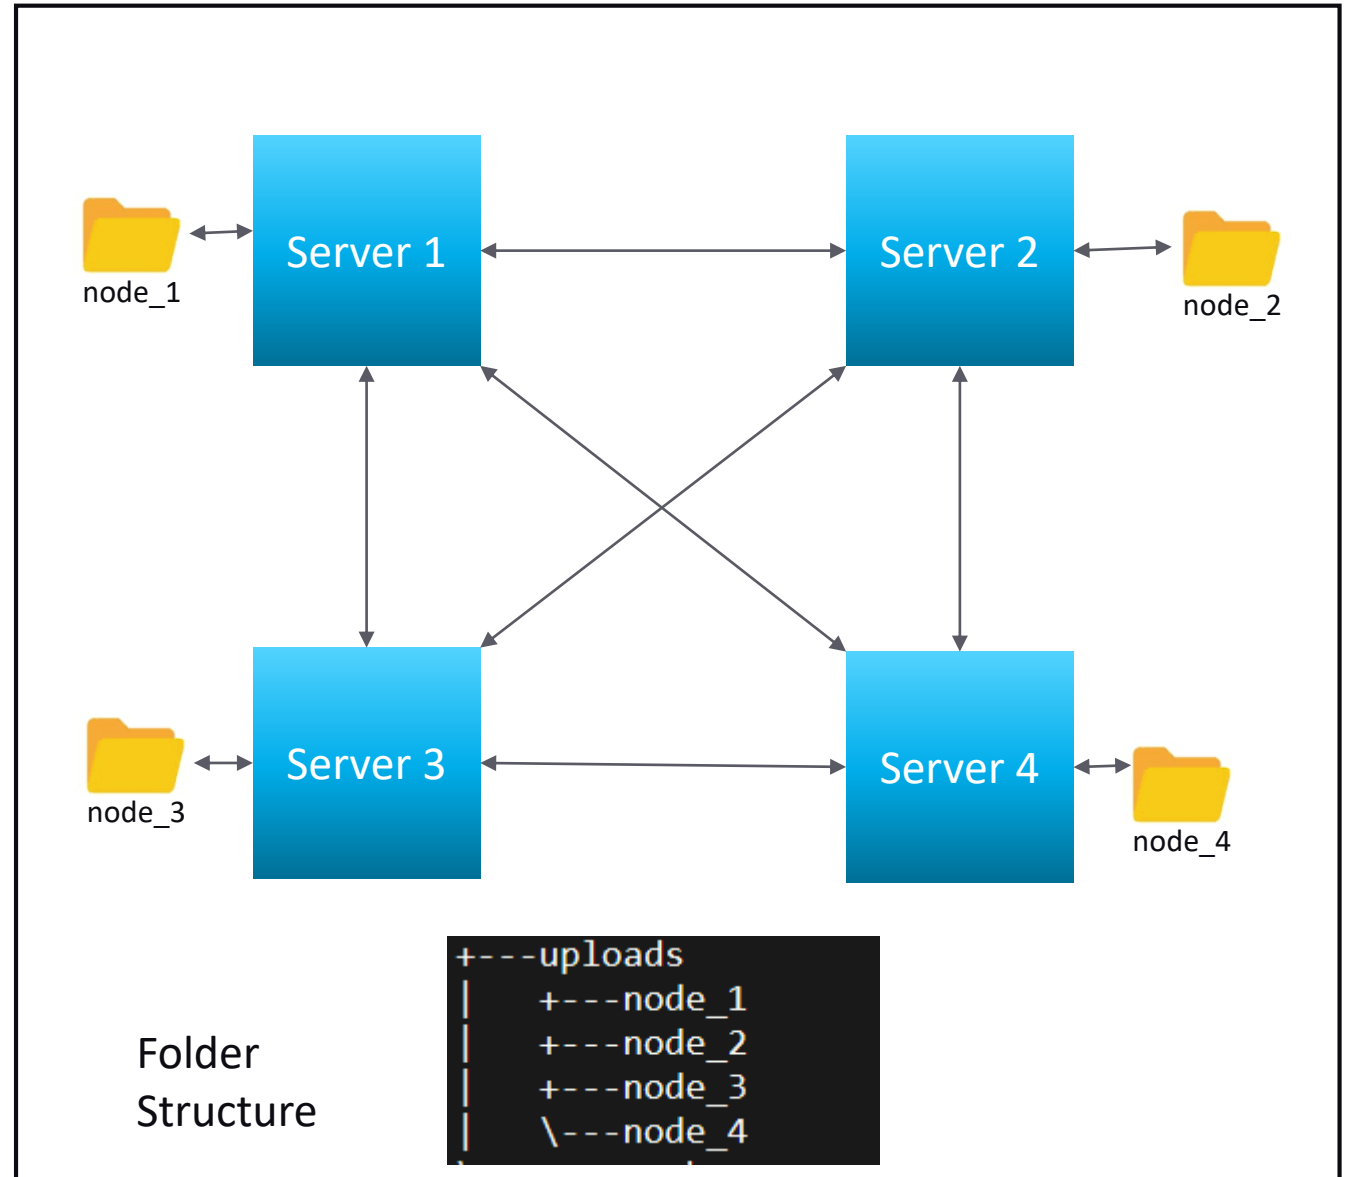 Server 1
Server 2
node_1
node_2
Server 3
Server 4
node_3
node_4
Folder
Structure
+---uploads
|   +---node_1
|   +---node_2
|   +---node_3
|   \---node_4